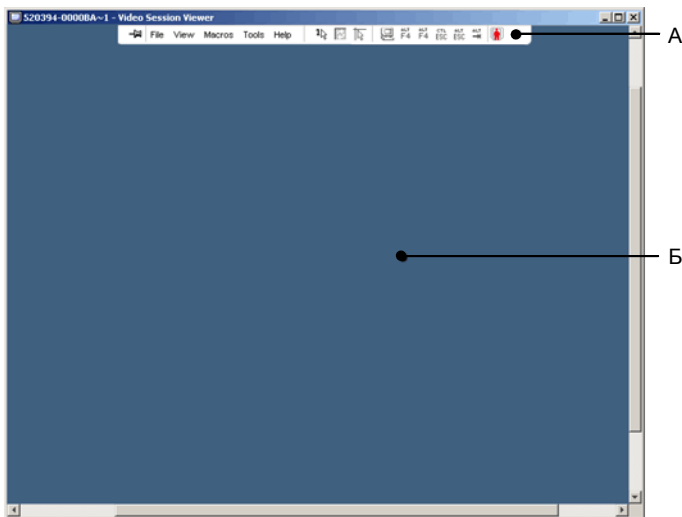 520394-0000BA~1 - Video Session Viewer
File View Macros Tools Help ALT F4 ALT F4 CTL ESC ALT ESC ALT
А
Б